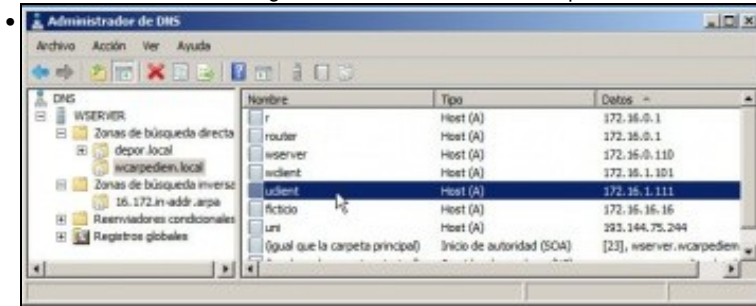 Administrador de DNS
Archivo Acción Ver Ayuda
DNS
WSERVER
Zonas de búsqueda directa
depor.local
wcarpediem.local
Zonas de búsqueda inversa
16.172.in-addr.arpa
Reenviadores condicionales
Registros globales
Nombre Tipo Datos
r Host (A) 172.16.0.1
router Host (A) 172.16.0.1
wserver Host (A) 172.16.0.110
wclient Host (A) 172.16.1.101
uclient Host (A) 172.16.1.111
ficticio Host (A) 172.16.16.16
uni Host (A) 193.144.75.244
(igual que la carpeta principal) Inicio de autoridad (SOA) [23], wserver.wcarpediem